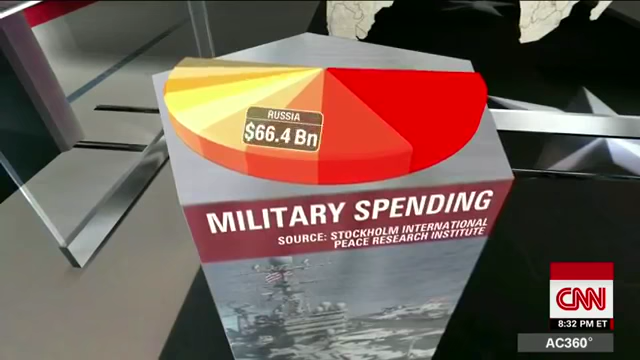 RUSSIA
$66.4 Bn
MILITARY SPENDING
SOURCE: STOCKHOLM INTERNATIONAL
PEACE RESEARCH INSTITUTE
CNN
8:32 PM ET
AC360°